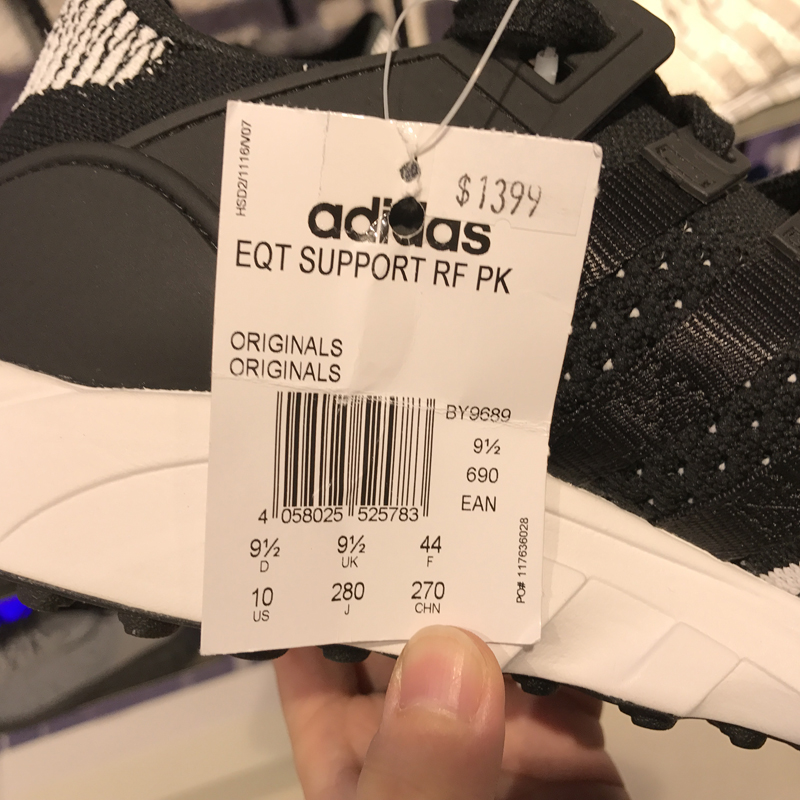 HSD2/1116/V07
$1399
adidas
EQT SUPPORT RF PK
ORIGINALS
ORIGINALS
BY9689
9½
690
EAN
4 058025 525783
9½ 9½ 44
D UK F
10 280 270
US J CHN
PO# 117636028